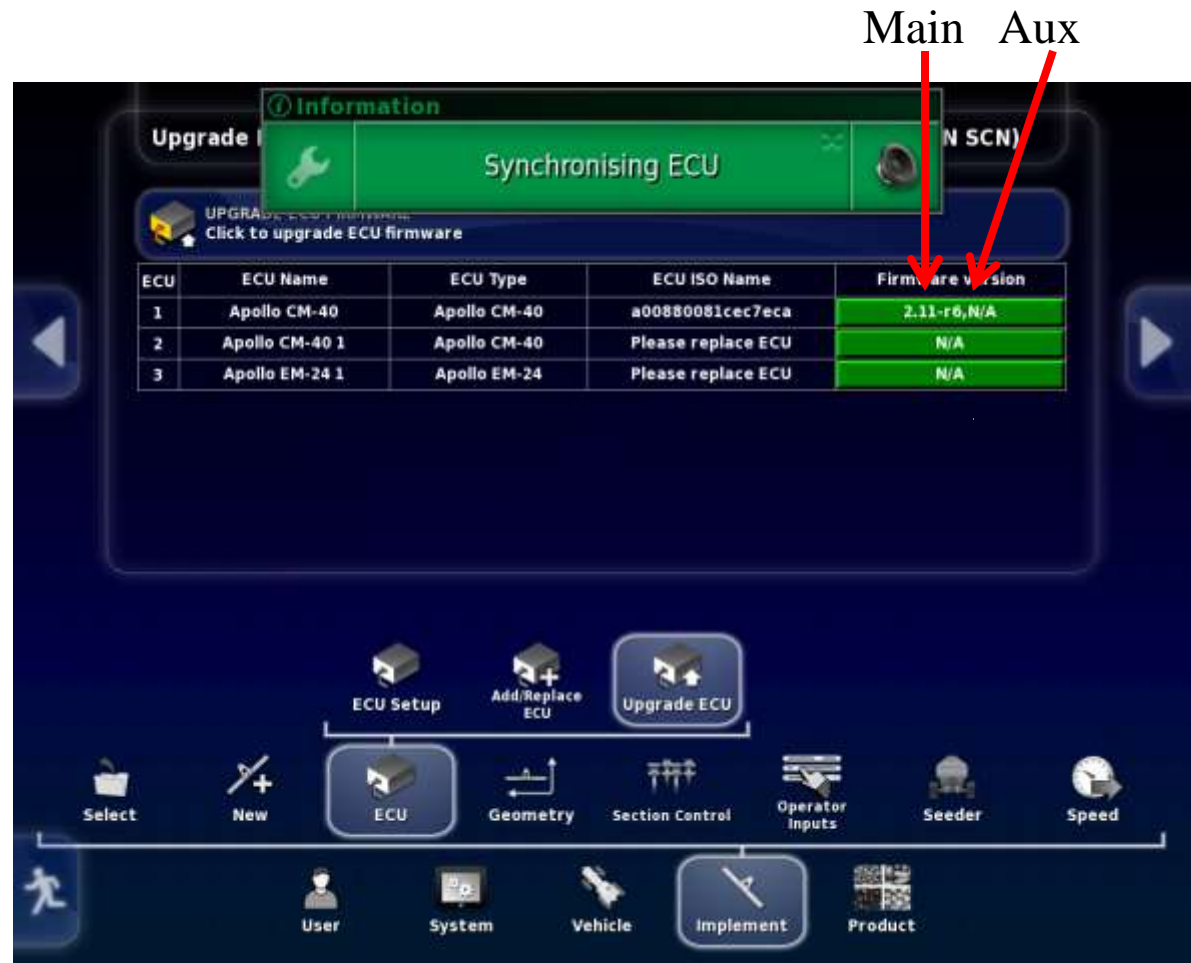 Main Aux
Information
Synchronising ECU
Upgrade N SCN)
Click to upgrade ECU firmware
ECU ECU Name ECU Type ECU ISO Name Firmware version
1 Apollo CM-40 Apollo CM-40 a00880081cec7eca 2.11-r6,N/A
2 Apollo CM-40 1 Apollo CM-40 Please replace ECU N/A
3 Apollo EM-24 1 Apollo EM-24 Please replace ECU N/A
ECU Setup
Add/Replace
ECU
Upgrade ECU
Select
New
ECU
Geometry
Section Control
Operator
Inputs
Seeder
Speed
User
System
Vehicle
Implement
Product